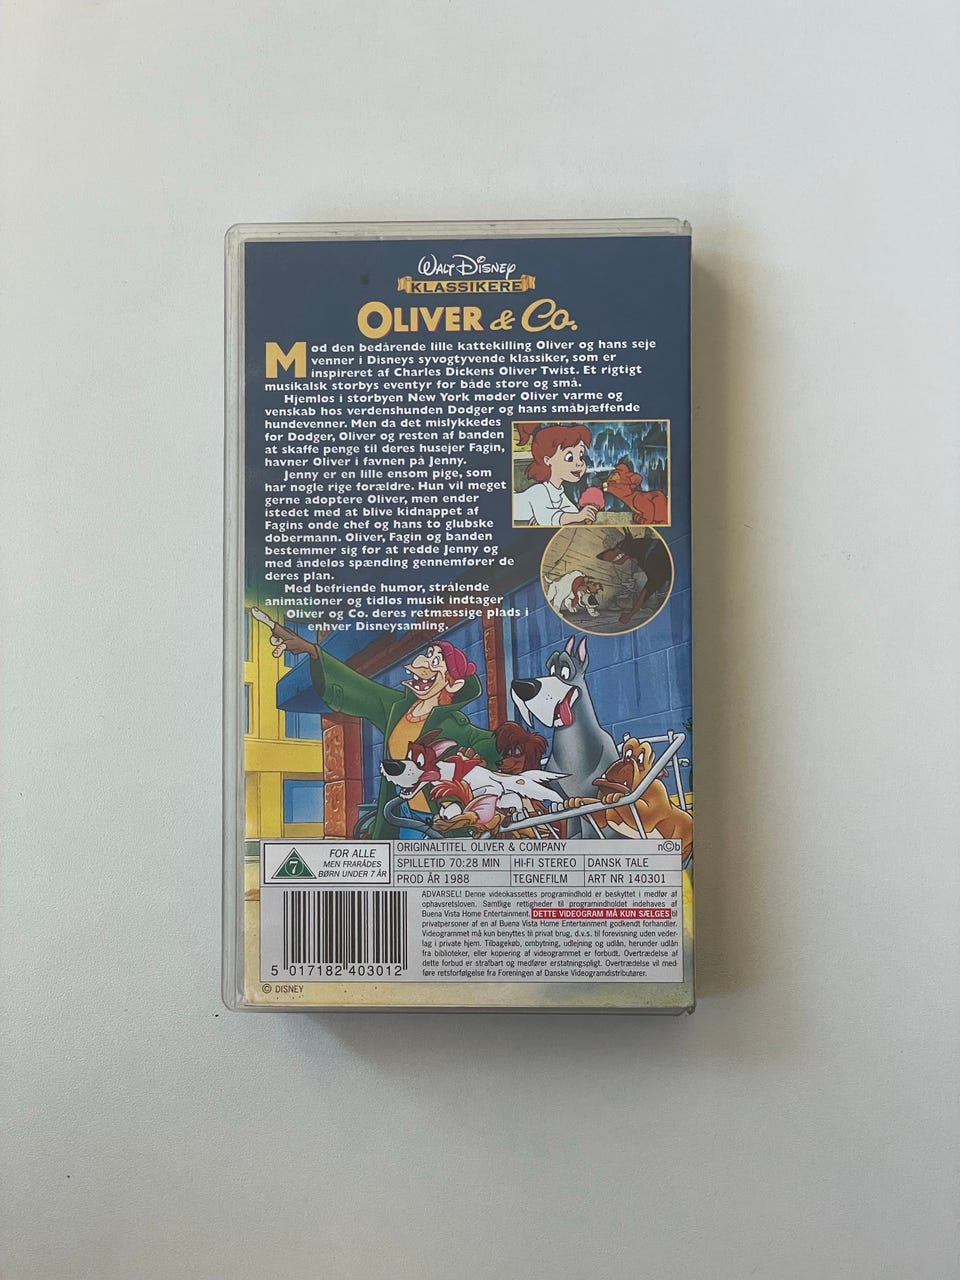 WALT DISNEY
KLASSIKERE
OLIVER & Co.
Mod den bedårende lille kattekilling Oliver og hans seje
venner i Disneys syvogtyvende klassiker, som er
inspireret af Charles Dickens Oliver Twist. Et rigtigt
musikalsk storbys eventyr for både store og små.
Hjemløs i storbyen New York møder Oliver varme og
venskab hos verdenshunden Dodger og hans småbjæffende
hundevenner. Men da det mislykkedes
for Dodger, Oliver og resten af banden
at skaffe penge til deres husejer Fagin,
havner Oliver i favnen på Jenny.
Jenny er en lille ensom pige, som
har nogle rige forældre. Hun vil meget
gerne adoptere Oliver, men ender
istedet med at blive kidnappet af
Fagins onde chef og hans to glubske
dobermann. Oliver, Fagin og banden
bestemmer sig for at redde Jenny og
med åndeløs spænding gennemfører de
deres plan.
Med befriende humor, strålende
animationer og tidløs musik indtager
Oliver og Co. deres retmæssige plads i
enhver Disneysamling.
7
FOR ALLE
MEN FRARÅDES
BØRN UNDER 7 ÅR
ORIGINALTITEL OLIVER & COMPANY n©b
SPILLETID 70:28 MIN HI-FI STEREO DANSK TALE
PROD ÅR 1988 TEGNEFILM ART NR 140301
ADVARSEL! Denne videokassettes programindhold er beskyttet i medfør af
ophavsretsloven. Samtlige rettigheder til programindholdet indehaves af
Buena Vista Home Entertainment. DETTE VIDEOGRAM MÅ KUN SÆLGES til
privatpersoner af en af Buena Vista Home Entertainment godkendt forhandler.
Videogrammet må kun benyttes til privat brug, d.v.s. til forevisning uden veder-
lag i private hjem. Tilbagekøb, ombytning, udlejning og udlån, herunder udlån
fra biblioteker, eller kopiering af videogrammet er forbudt. Overtrædelse af
dette forbud er strafbart og medfører erstatningspligt. Overtrædelse vil med-
føre retsforfølgelse fra Foreningen af Danske Videogramdistributører.
5 017182 403012
© DISNEY